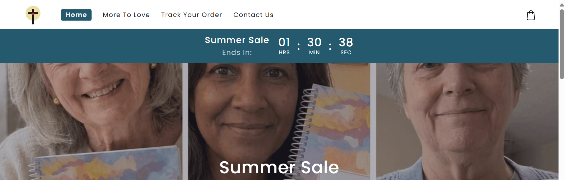 Home
More To Love
Track Your Order
Contact Us
Summer Sale
Ends in:
01 : 30 : 38
HRS MIN SEC
Summer Sale